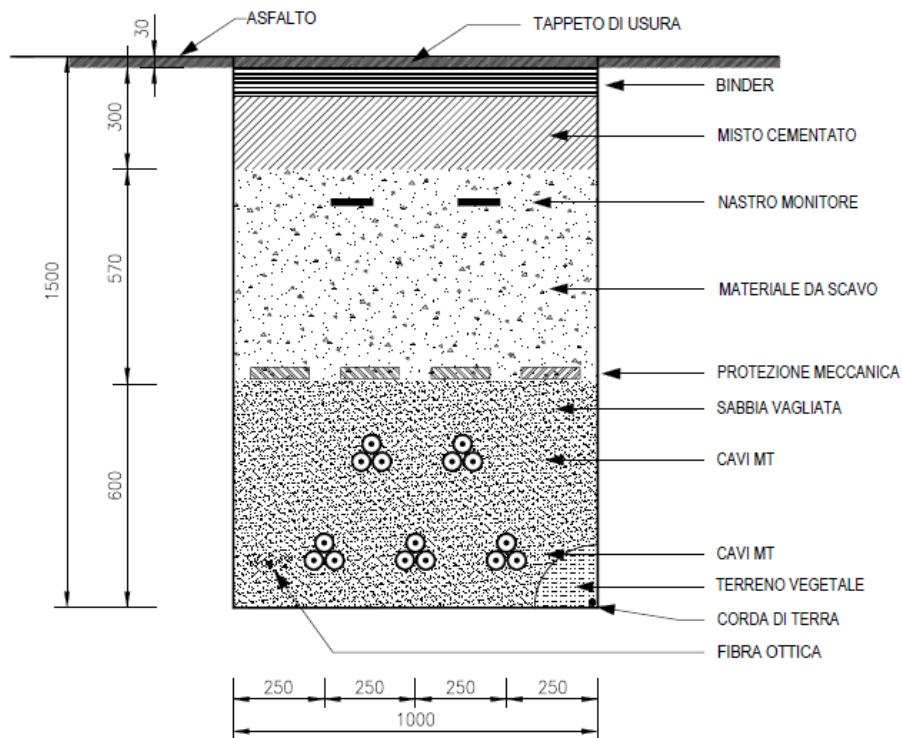 ASFALTO
TAPPETO DI USURA
30
BINDER
300
MISTO CEMENTATO
NASTRO MONITORE
570
1500
MATERIALE DA SCAVO
PROTEZIONE MECCANICA
SABBIA VAGLIATA
CAVI MT
600
CAVI MT
TERRENO VEGETALE
CORDA DI TERRA
FIBRA OTTICA
250 250 250 250
1000